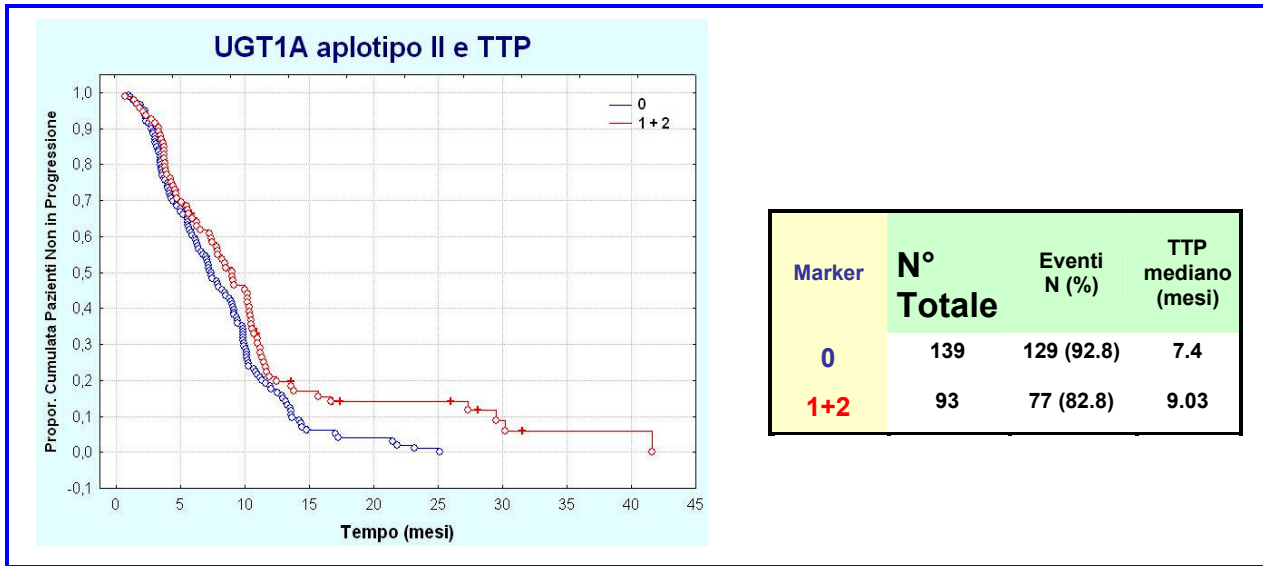 UGT1A aplotipo II e TTP
Propor. Cumulata Pazienti Non in Progressione
1,0
0,9
0,8
0,7
0,6
0,5
0,4
0,3
0,2
0,1
0,0
-0,1
0
1 + 2
0 5 10 15 20 25 30 35 40 45
Tempo (mesi)
Marker N° Totale Eventi N (%) TTP mediano (mesi)
0 139 129 (92.8) 7.4
1+2 93 77 (82.8) 9.03